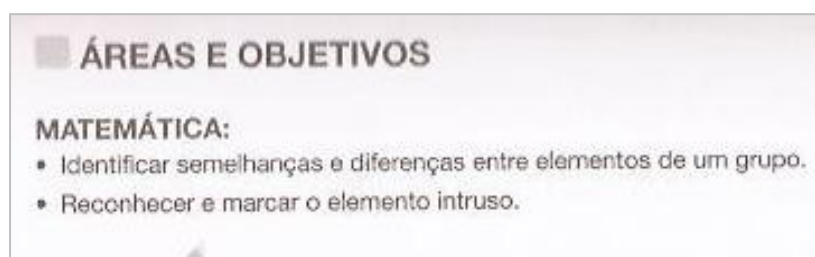 ÁREAS E OBJETIVOS
MATEMÁTICA:
• Identificar semelhanças e diferenças entre elementos de um grupo.
• Reconhecer e marcar o elemento intruso.